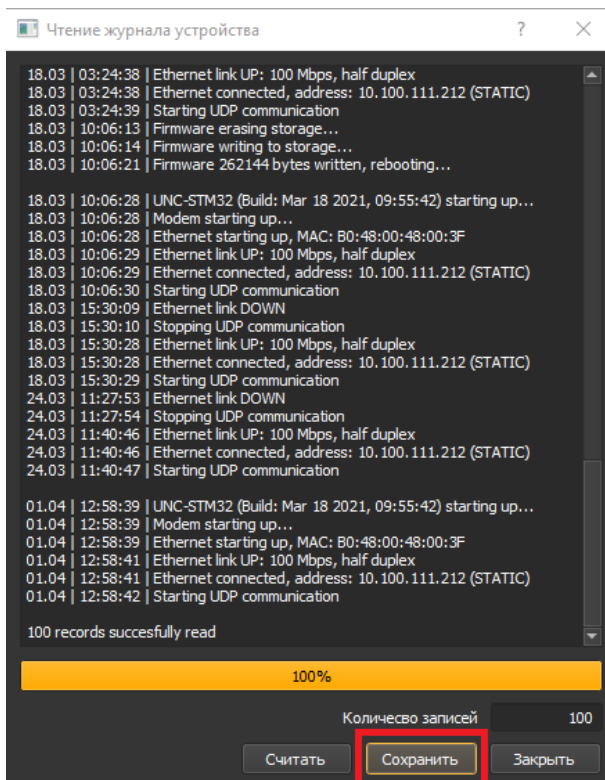 Чтение журнала устройства ?
18.03 | 03:24:38 | Ethernet link UP: 100 Mbps, half duplex
18.03 | 03:24:38 | Ethernet connected, address: 10.100.111.212 (STATIC)
18.03 | 03:24:39 | Starting UDP communication
18.03 | 10:06:13 | Firmware erasing storage...
18.03 | 10:06:14 | Firmware writing to storage...
18.03 | 10:06:21 | Firmware 262144 bytes written, rebooting...
18.03 | 10:06:28 | UNC-STM32 (Build: Mar 18 2021, 09:55:42) starting up...
18.03 | 10:06:28 | Modem starting up...
18.03 | 10:06:28 | Ethernet starting up, MAC: B0:48:00:48:00:3F
18.03 | 10:06:29 | Ethernet link UP: 100 Mbps, half duplex
18.03 | 10:06:29 | Ethernet connected, address: 10.100.111.212 (STATIC)
18.03 | 10:06:30 | Starting UDP communication
18.03 | 15:30:09 | Ethernet link DOWN
18.03 | 15:30:10 | Stopping UDP communication
18.03 | 15:30:28 | Ethernet link UP: 100 Mbps, half duplex
18.03 | 15:30:28 | Ethernet connected, address: 10.100.111.212 (STATIC)
18.03 | 15:30:29 | Starting UDP communication
24.03 | 11:27:53 | Ethernet link DOWN
24.03 | 11:27:54 | Stopping UDP communication
24.03 | 11:40:46 | Ethernet link UP: 100 Mbps, half duplex
24.03 | 11:40:46 | Ethernet connected, address: 10.100.111.212 (STATIC)
24.03 | 11:40:47 | Starting UDP communication
01.04 | 12:58:39 | UNC-STM32 (Build: Mar 18 2021, 09:55:42) starting up...
01.04 | 12:58:39 | Modem starting up...
01.04 | 12:58:39 | Ethernet starting up, MAC: B0:48:00:48:00:3F
01.04 | 12:58:41 | Ethernet link UP: 100 Mbps, half duplex
01.04 | 12:58:41 | Ethernet connected, address: 10.100.111.212 (STATIC)
01.04 | 12:58:42 | Starting UDP communication
100 records succesfully read
100%
Количесво записей 100
Считать Сохранить Закрыть